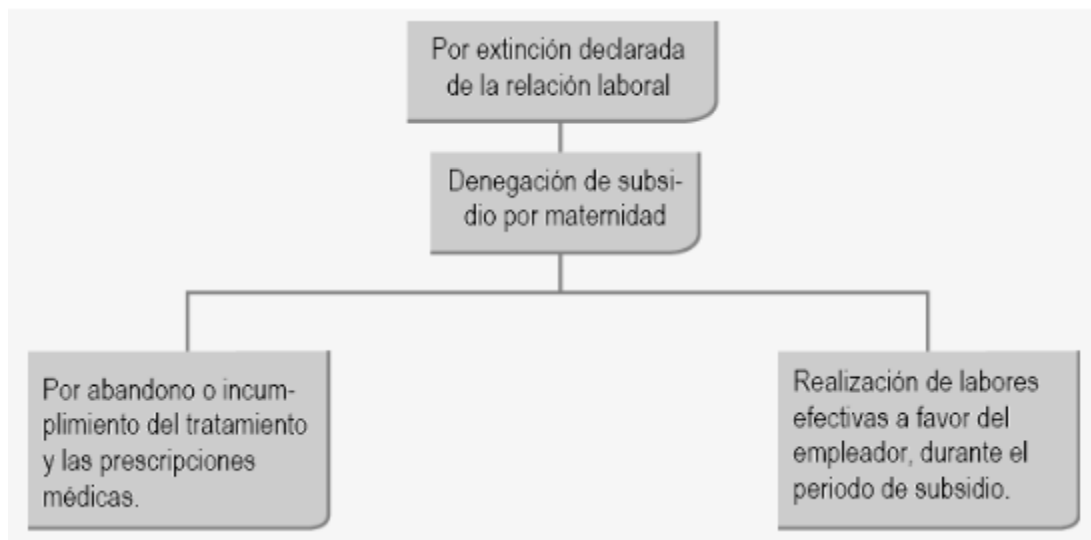 Por extinción declarada
de la relación laboral
Denegación de subsi-
dio por maternidad
Por abandono o incum-
plimiento del tratamiento
y las prescripciones
médicas.
Realización de labores
efectivas a favor del
empleador, durante el
periodo de subsidio.